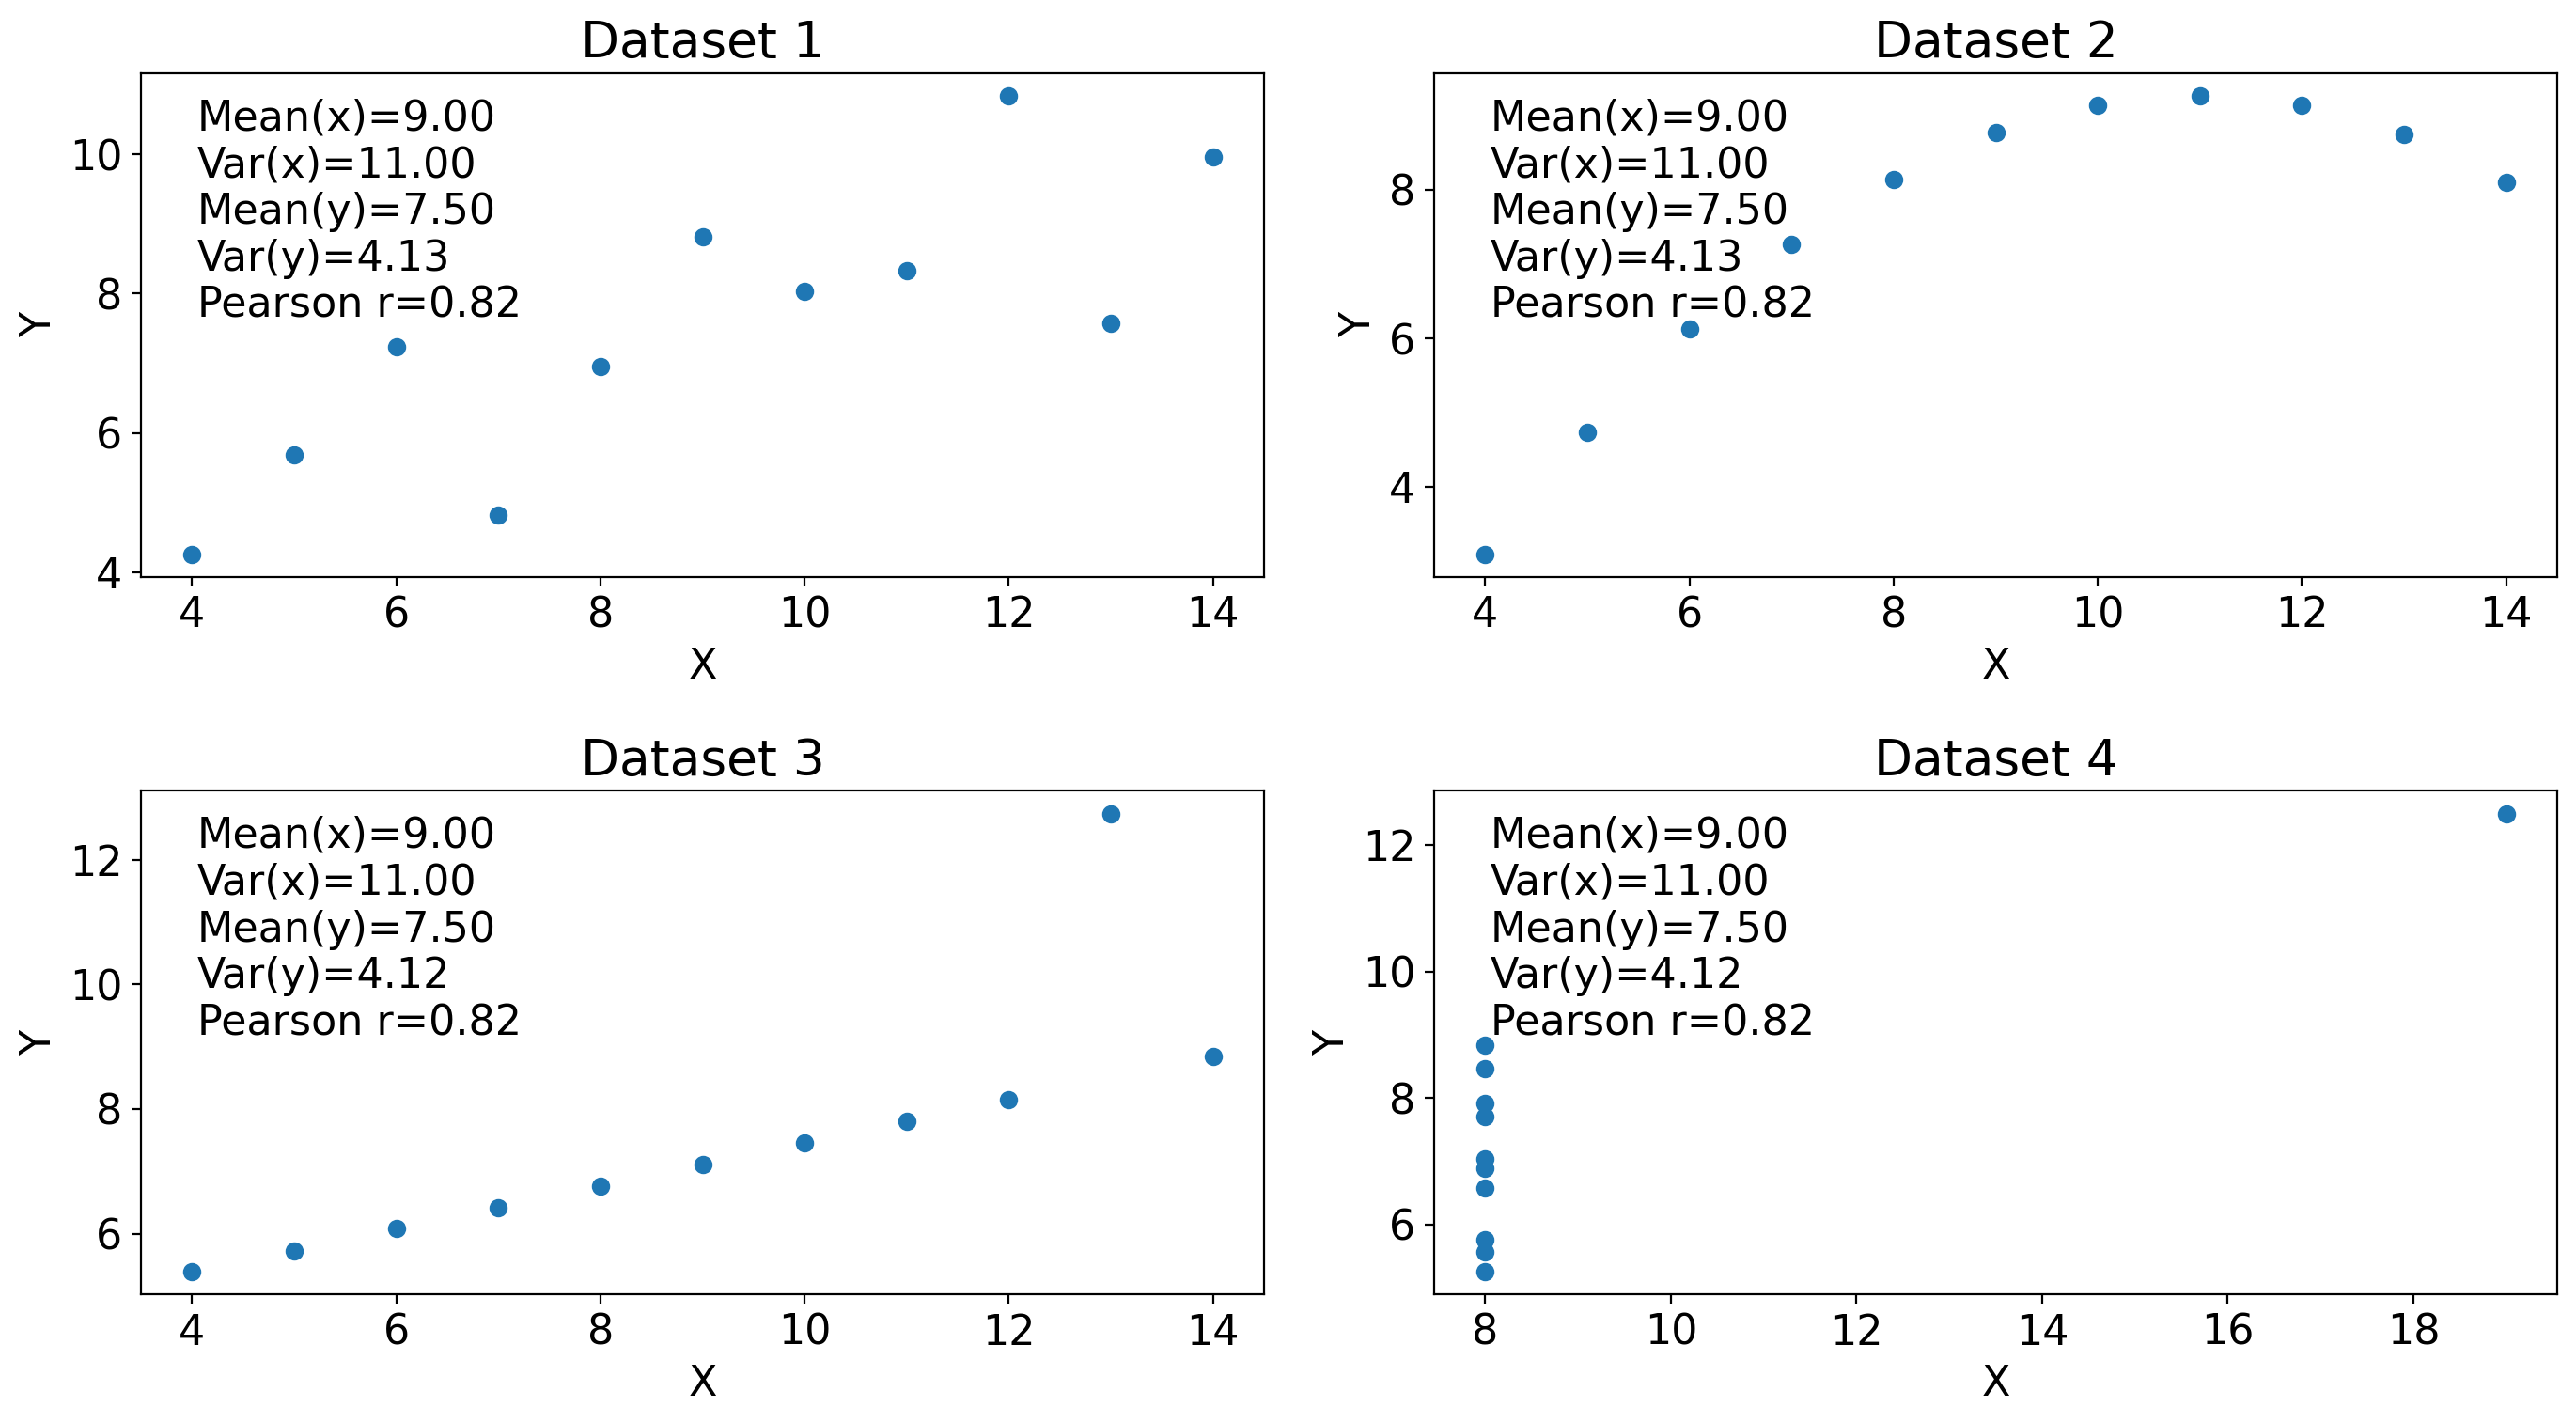 Dataset 1
Mean(x)=9.00
Var(x)=11.00
Mean(y)=7.50
Var(y)=4.13
Pearson r=0.82
10
8
6
4
Y
4 6 8 10 12 14
X
Dataset 2
Mean(x)=9.00
Var(x)=11.00
Mean(y)=7.50
Var(y)=4.13
Pearson r=0.82
8
6
4
Y
4 6 8 10 12 14
X
Dataset 3
Mean(x)=9.00
Var(x)=11.00
Mean(y)=7.50
Var(y)=4.12
Pearson r=0.82
12
10
8
6
Y
4 6 8 10 12 14
X
Dataset 4
Mean(x)=9.00
Var(x)=11.00
Mean(y)=7.50
Var(y)=4.12
Pearson r=0.82
12
10
8
6
Y
8 10 12 14 16 18
X